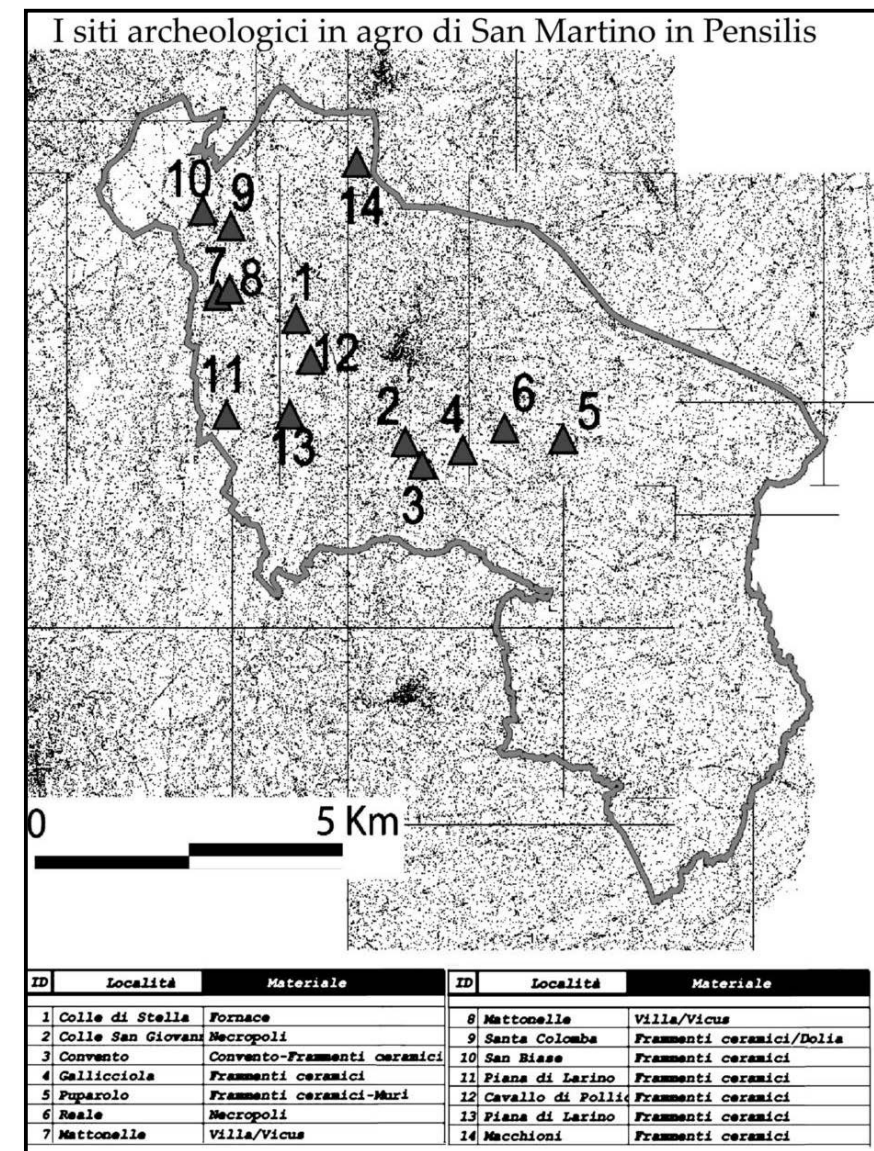 I siti archeologici in agro di San Martino in Pensilis
10
9
14
7
8
1
12
11
13
2
4
6
5
3
0 5 Km
ID Località Materiale
1 Colle di Stella Fornace
2 Colle San Giovann Necropoli
3 Convento Convento-Frammenti ceramici
4 Gallicciola Frammenti ceramici
5 Puparolo Frammenti ceramici-Muri
6 Reale Necropoli
7 Mattonelle Villa/Vicus
ID Località Materiale
8 Mattonelle Villa/Vicus
9 Santa Colomba Frammenti ceramici/Dolia
10 San Biase Frammenti ceramici
11 Piana di Larino Frammenti ceramici
12 Cavallo di Pollic Frammenti ceramici
13 Piana di Larino Frammenti ceramici
14 Macchioni Frammenti ceramici